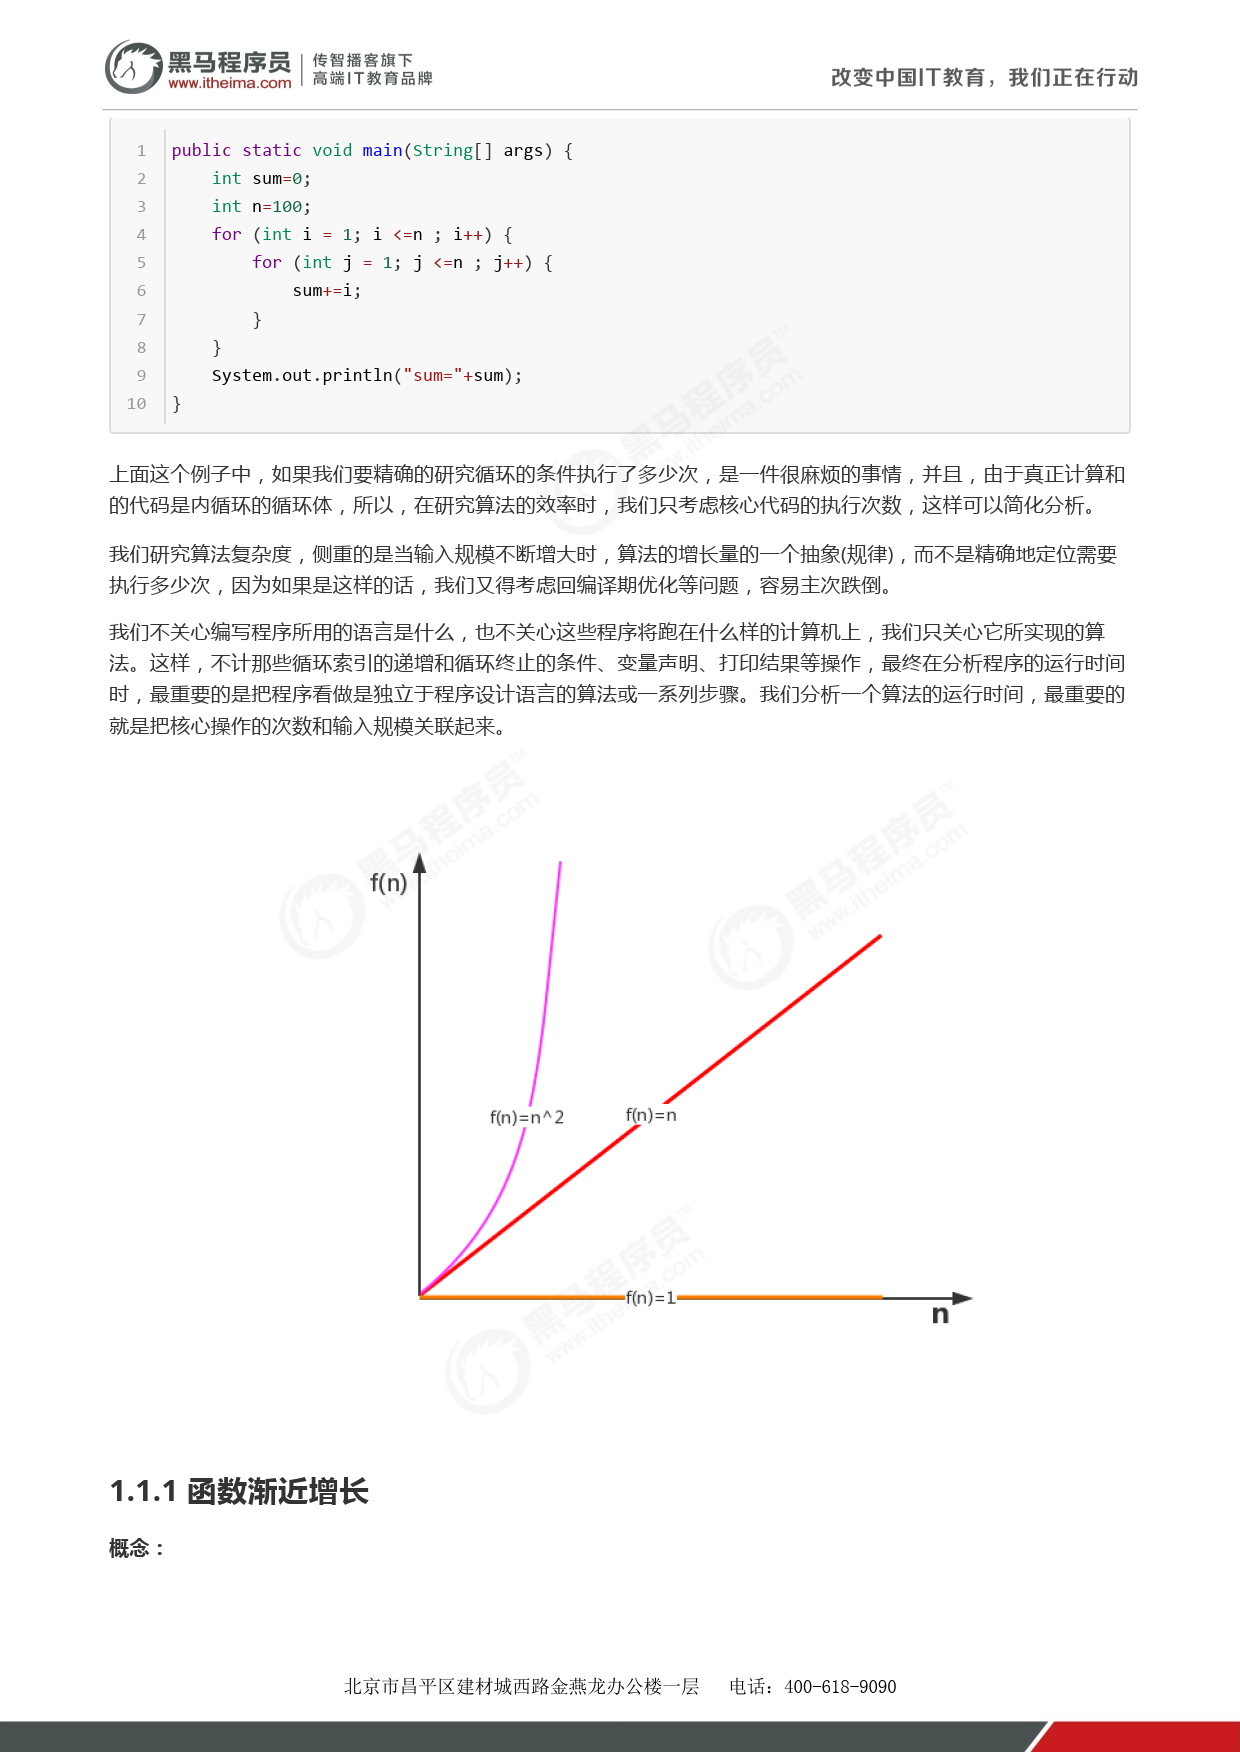 黑马程序员
www.itheima.com
传智播客旗下
高端IT教育品牌
改变中国IT教育，我们正在行动
1 public static void main(String[] args) {
2     int sum=0;
3     int n=100;
4     for (int i = 1; i <=n ; i++) {
5         for (int j = 1; j <=n ; j++) {
6             sum+=i;
7         }
8     }
9     System.out.println("sum="+sum);
10 }
上面这个例子中，如果我们要精确的研究循环的条件执行了多少次，是一件很麻烦的事情，并且，由于真正计算和
的代码是内循环的循环体，所以，在研究算法的效率时，我们只考虑核心代码的执行次数，这样可以简化分析。
我们研究算法复杂度，侧重的是当输入规模不断增大时，算法的增长量的一个抽象(规律)，而不是精确地定位需要
执行多少次，因为如果是这样的话，我们又得考虑回编译期优化等问题，容易主次跌倒。
我们不关心编写程序所用的语言是什么，也不关心这些程序将跑在什么样的计算机上，我们只关心它所实现的算
法。这样，不计那些循环索引的递增和循环终止的条件、变量声明、打印结果等操作，最终在分析程序的运行时间
时，最重要的是把程序看做是独立于程序设计语言的算法或一系列步骤。我们分析一个算法的运行时间，最重要的
就是把核心操作的次数和输入规模关联起来。
f(n)
f(n)=n^2
f(n)=n
f(n)=1
n
1.1.1 函数渐近增长
概念：
北京市昌平区建材城西路金燕龙办公楼一层 电话：400-618-9090